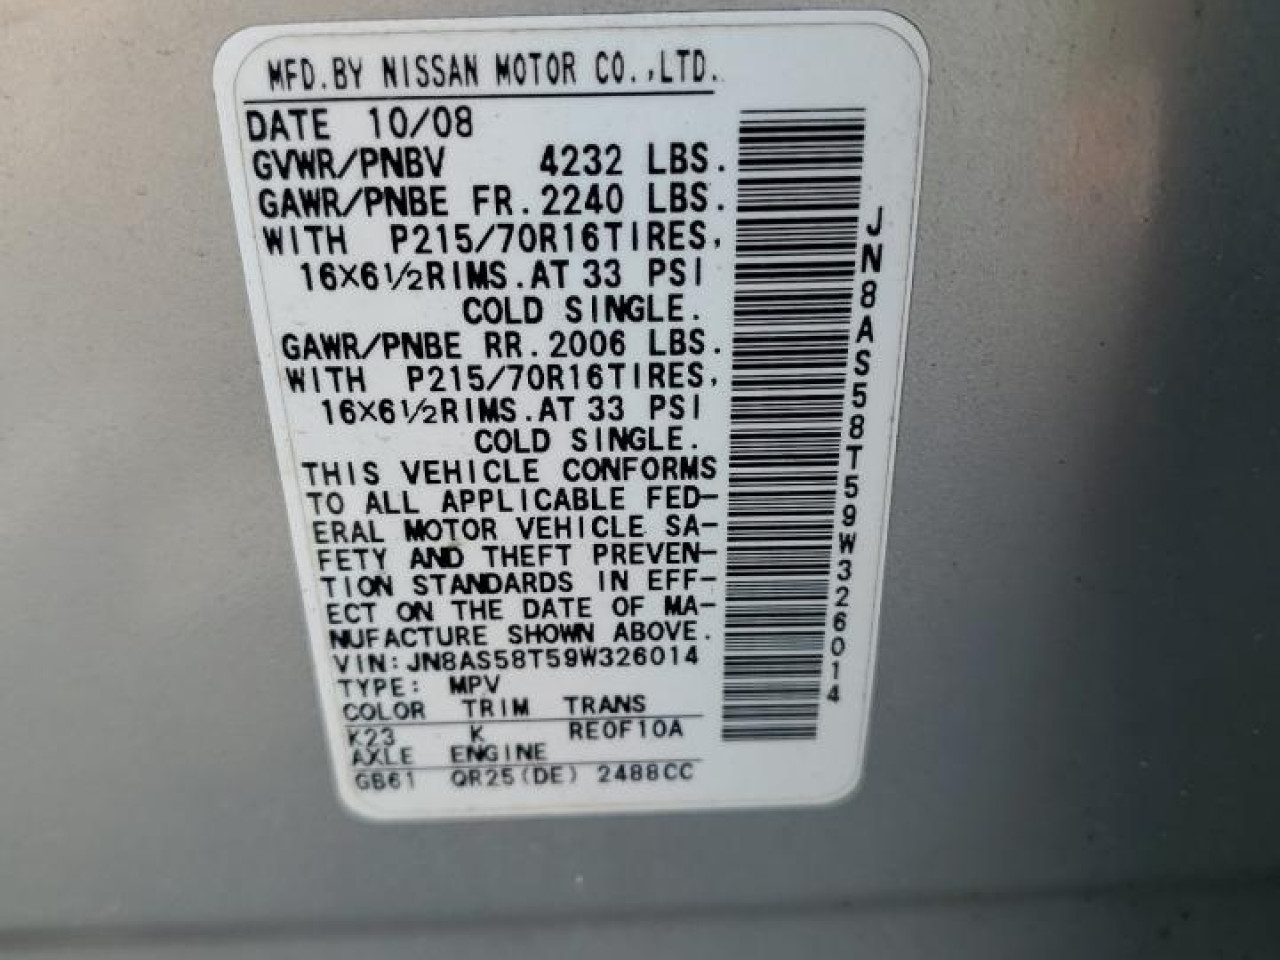 MFD.BY NISSAN MOTOR CO.,LTD.
DATE 10/08
GVWR/PNBV 4232 LBS.
GAWR/PNBE FR.2240 LBS.
WITH P215/70R16TIRES,
16X6½RIMS.AT 33 PSI
COLD SINGLE.
GAWR/PNBE RR.2006 LBS.
WITH P215/70R16TIRES,
16X6½RIMS.AT 33 PSI
COLD SINGLE.
THIS VEHICLE CONFORMS
TO ALL APPLICABLE FED-
ERAL MOTOR VEHICLE SA-
FETY AND THEFT PREVEN-
TION STANDARDS IN EFF-
ECT ON THE DATE OF MA-
NUFACTURE SHOWN ABOVE.
VIN:JN8AS58T59W326014
TYPE: MPV
COLOR TRIM TRANS
K23 K RE0F10A
AXLE ENGINE
GB61 QR25(DE) 2488CC
JN8AS58T59W326014